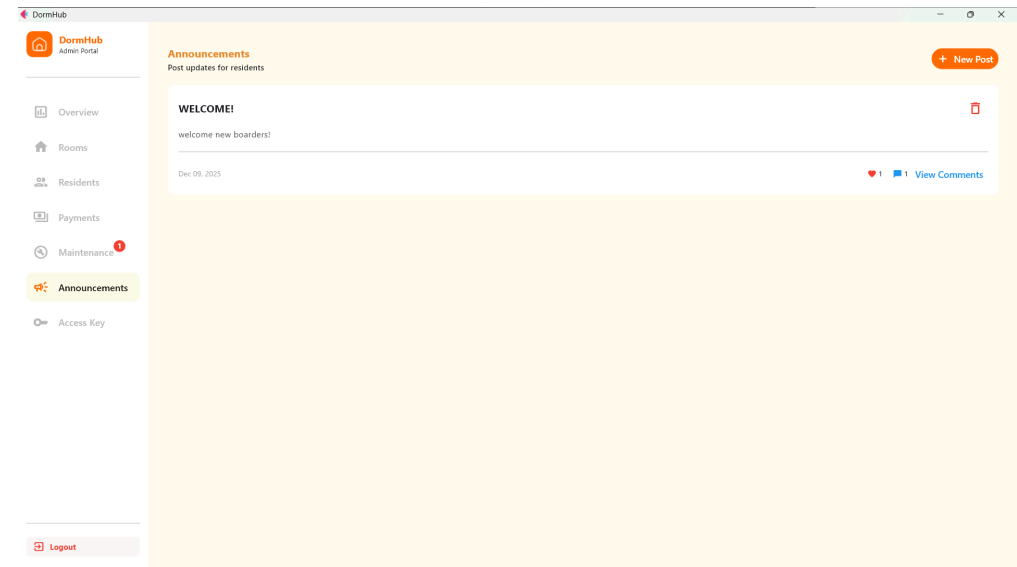 DormHub
DormHub
Admin Portal
Overview
Rooms
Residents
Payments
Maintenance 1
Announcements
Access Key
Logout
Announcements
Post updates for residents
+ New Post
WELCOME!
welcome new boarders!
Dec 09, 2025
1 1 View Comments